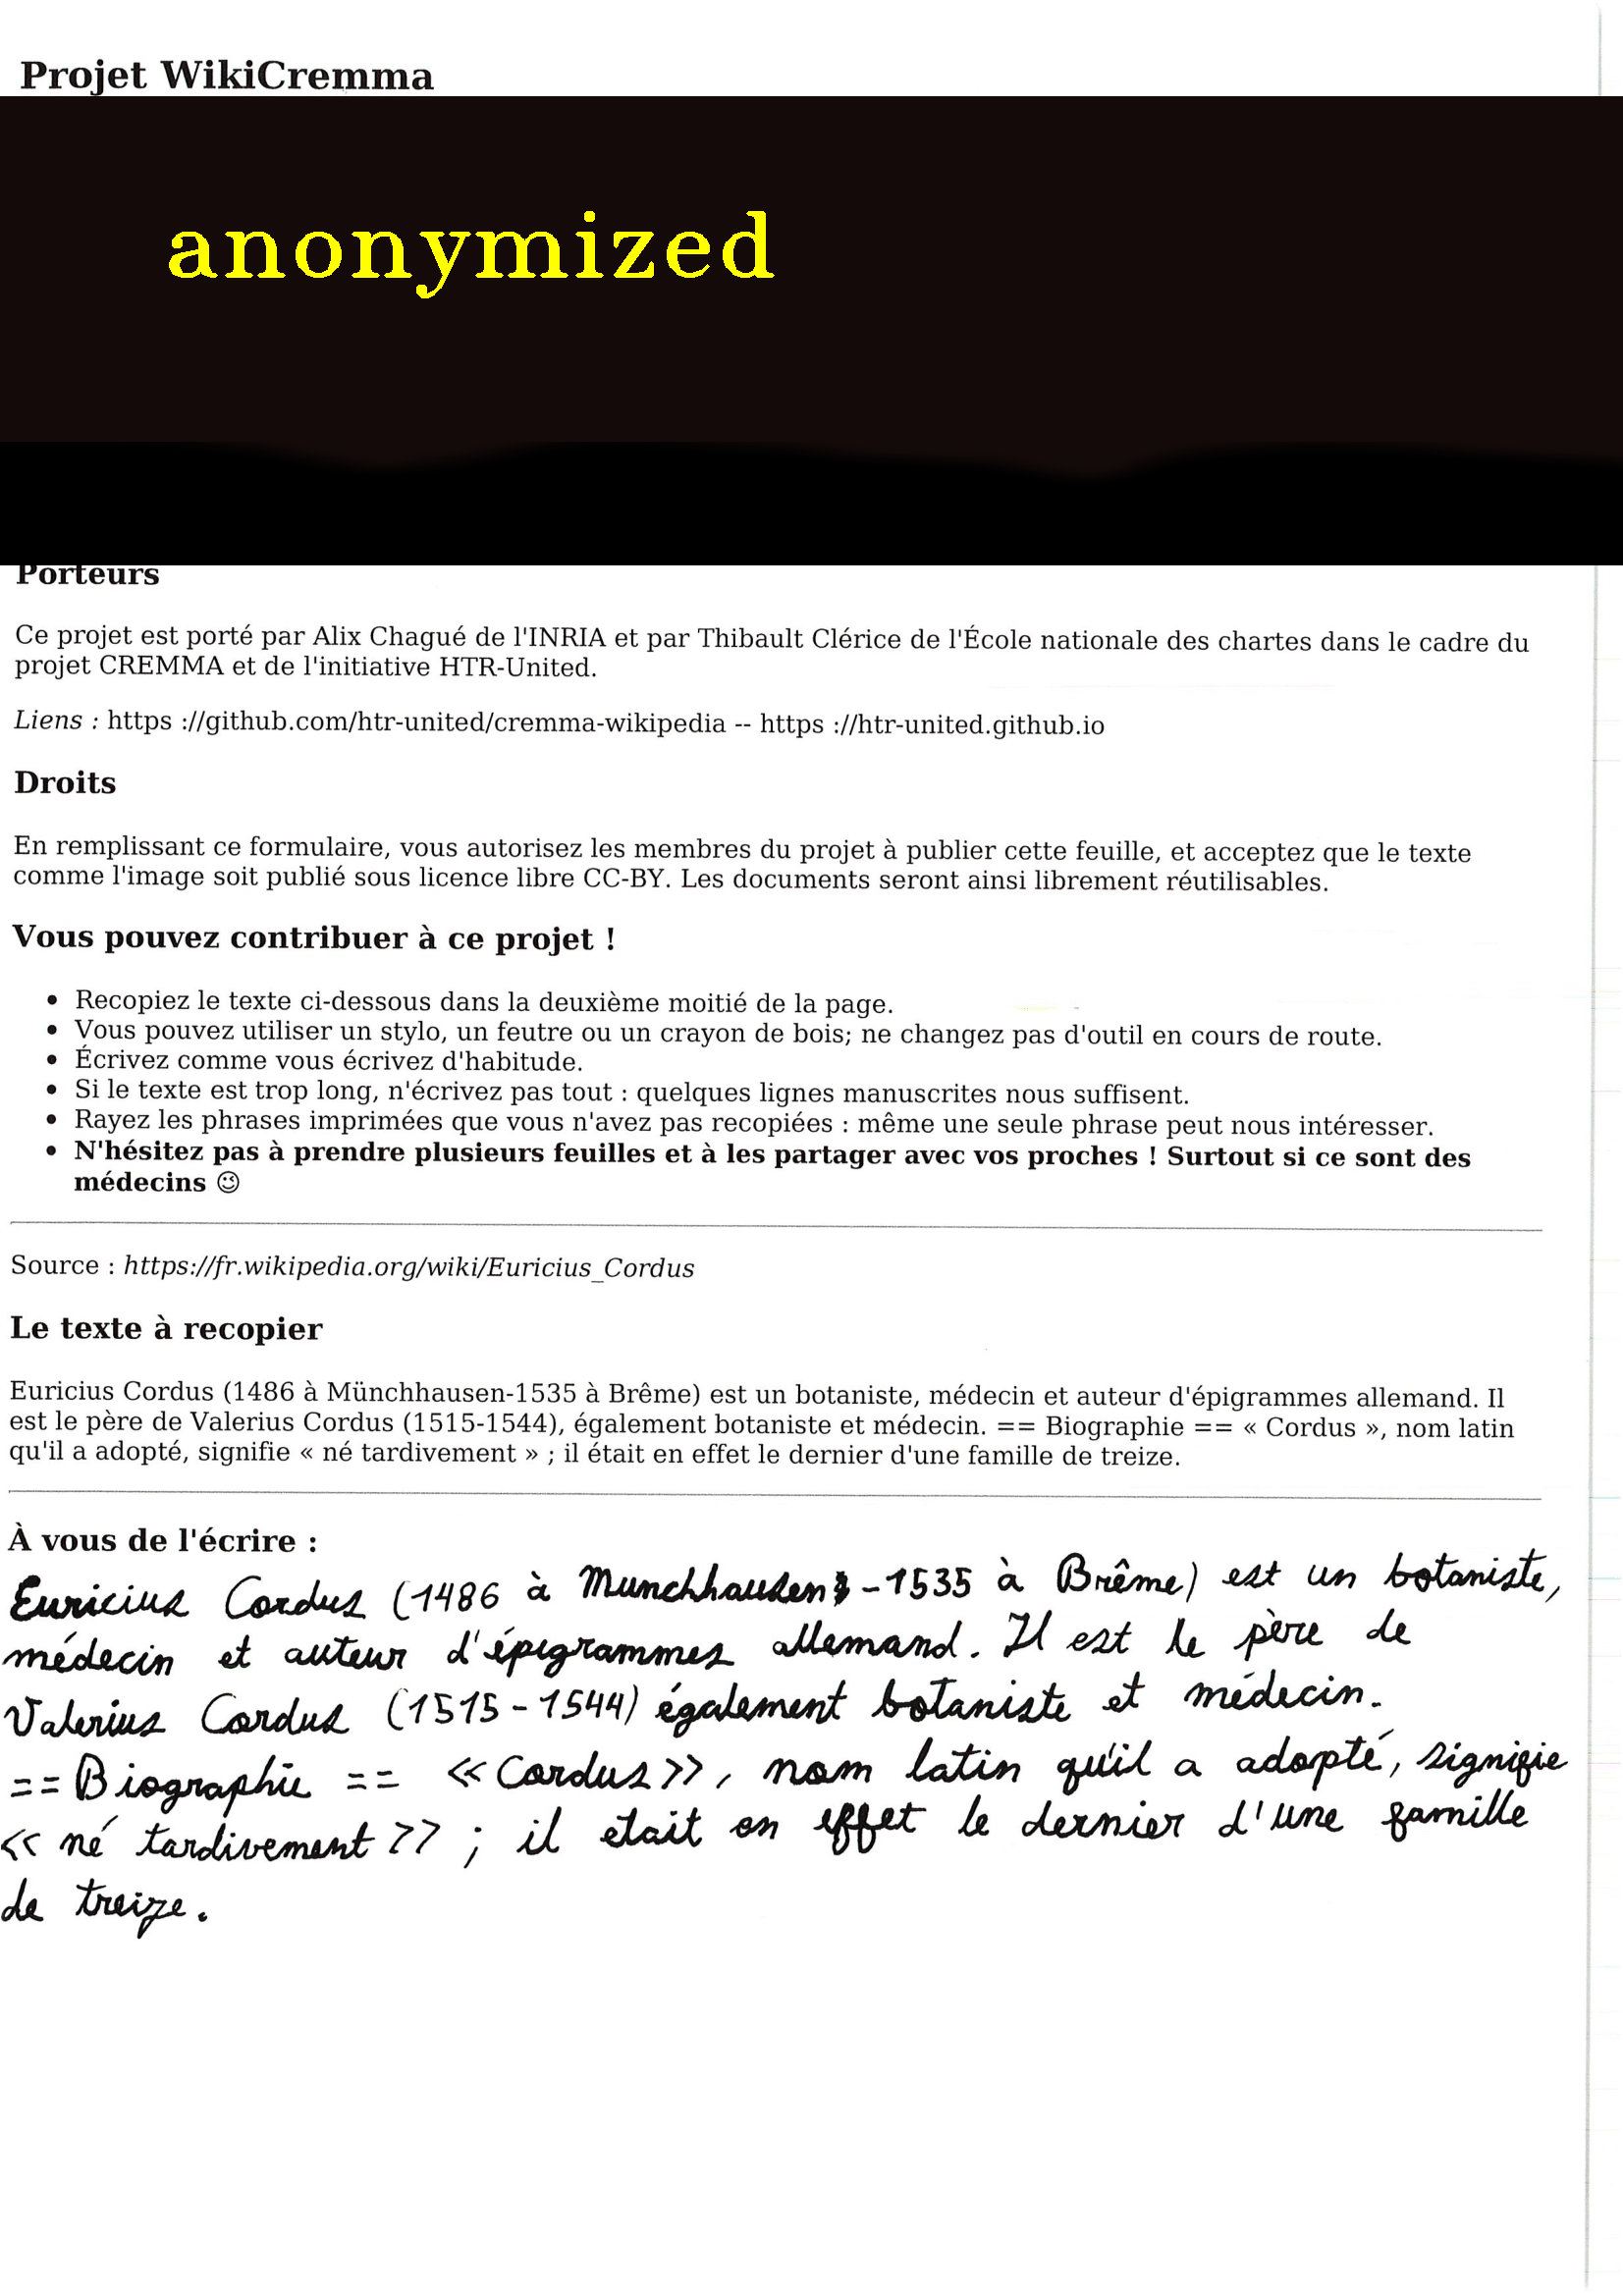 Projet WikiCremma
anonymized
Porteurs
Ce projet est porté par Alix Chagué de l'INRIA et par Thibault Clérice de l'École nationale des chartes dans le cadre du
projet CREMMA et de l'initiative HTR-United.
Liens : https ://github.com/htr-united/cremma-wikipedia -- https ://htr-united.github.io
Droits
En remplissant ce formulaire, vous autorisez les membres du projet à publier cette feuille, et acceptez que le texte
comme l'image soit publié sous licence libre CC-BY. Les documents seront ainsi librement réutilisables.
Vous pouvez contribuer à ce projet !
• Recopiez le texte ci-dessous dans la deuxième moitié de la page.
• Vous pouvez utiliser un stylo, un feutre ou un crayon de bois; ne changez pas d'outil en cours de route.
• Écrivez comme vous écrivez d'habitude.
• Si le texte est trop long, n'écrivez pas tout : quelques lignes manuscrites nous suffisent.
• Rayez les phrases imprimées que vous n'avez pas recopiées : même une seule phrase peut nous intéresser.
• N'hésitez pas à prendre plusieurs feuilles et à les partager avec vos proches ! Surtout si ce sont des
médecins 😉
Source : https://fr.wikipedia.org/wiki/Euricius_Cordus
Le texte à recopier
Euricius Cordus (1486 à Münchhausen-1535 à Brême) est un botaniste, médecin et auteur d'épigrammes allemand. Il
est le père de Valerius Cordus (1515-1544), également botaniste et médecin. == Biographie == « Cordus », nom latin
qu'il a adopté, signifie « né tardivement » ; il était en effet le dernier d'une famille de treize.
À vous de l'écrire :
Euricius Cordus (1486 à Munchhausen -1535 à Brême) est un botaniste,
médecin et auteur d'épigrammes allemand. Il est le père de
Valerius Cordus (1515-1544) également botaniste et médecin.
== Biographie == << Cordus >>, nom latin qu'il a adopté, signifie
<< né tardivement >> ; il etait en effet le dernier d'une famille
de treize.